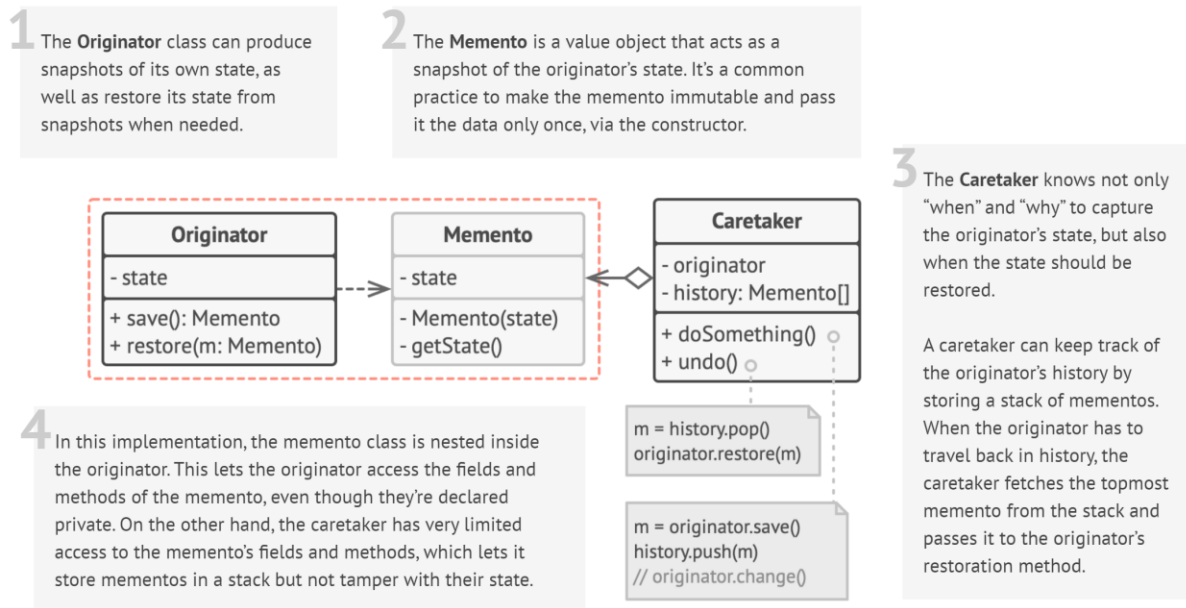 1
The Originator class can produce
snapshots of its own state, as
well as restore its state from
snapshots when needed.
2
The Memento is a value object that acts as a
snapshot of the originator’s state. It’s a common
practice to make the memento immutable and pass
it the data only once, via the constructor.
3
The Caretaker knows not only
“when” and “why” to capture
the originator’s state, but also
when the state should be
restored.
A caretaker can keep track of
the originator’s history by
storing a stack of mementos.
When the originator has to
travel back in history, the
caretaker fetches the topmost
memento from the stack and
passes it to the originator’s
restoration method.
Originator
- state
+ save(): Memento
+ restore(m: Memento)
Memento
- state
- Memento(state)
- getState()
Caretaker
- originator
- history: Memento[]
+ doSomething()
+ undo()
m = history.pop()
originator.restore(m)
m = originator.save()
history.push(m)
// originator.change()
4
In this implementation, the memento class is nested inside
the originator. This lets the originator access the fields and
methods of the memento, even though they’re declared
private. On the other hand, the caretaker has very limited
access to the memento’s fields and methods, which lets it
store mementos in a stack but not tamper with their state.